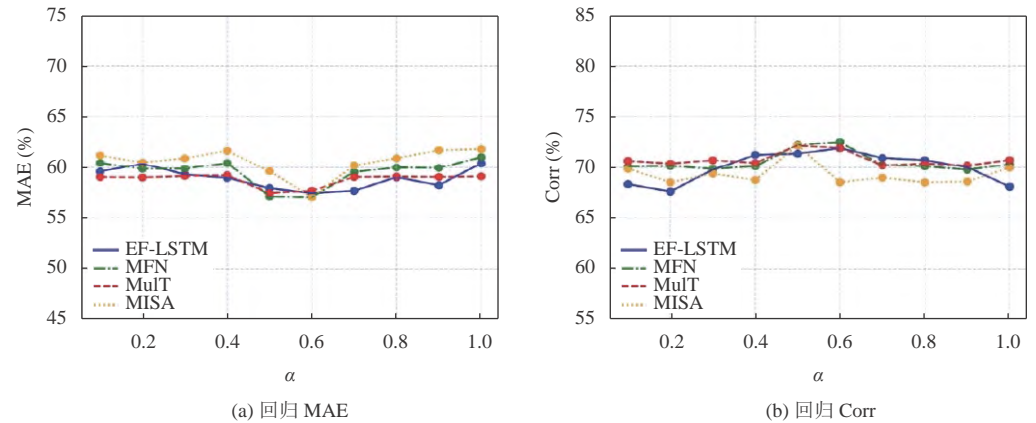 75
70
65
60
55
50
45
MAE (%)
EF-LSTM
MFN
MulT
MISA
0.2 0.4 0.6 0.8 1.0
α
(a) 回归 MAE
85
80
75
70
65
60
Corr (%)
EF-LSTM
MFN
MulT
MISA
0.2 0.4 0.6 0.8 1.0
α
(b) 回归 Corr